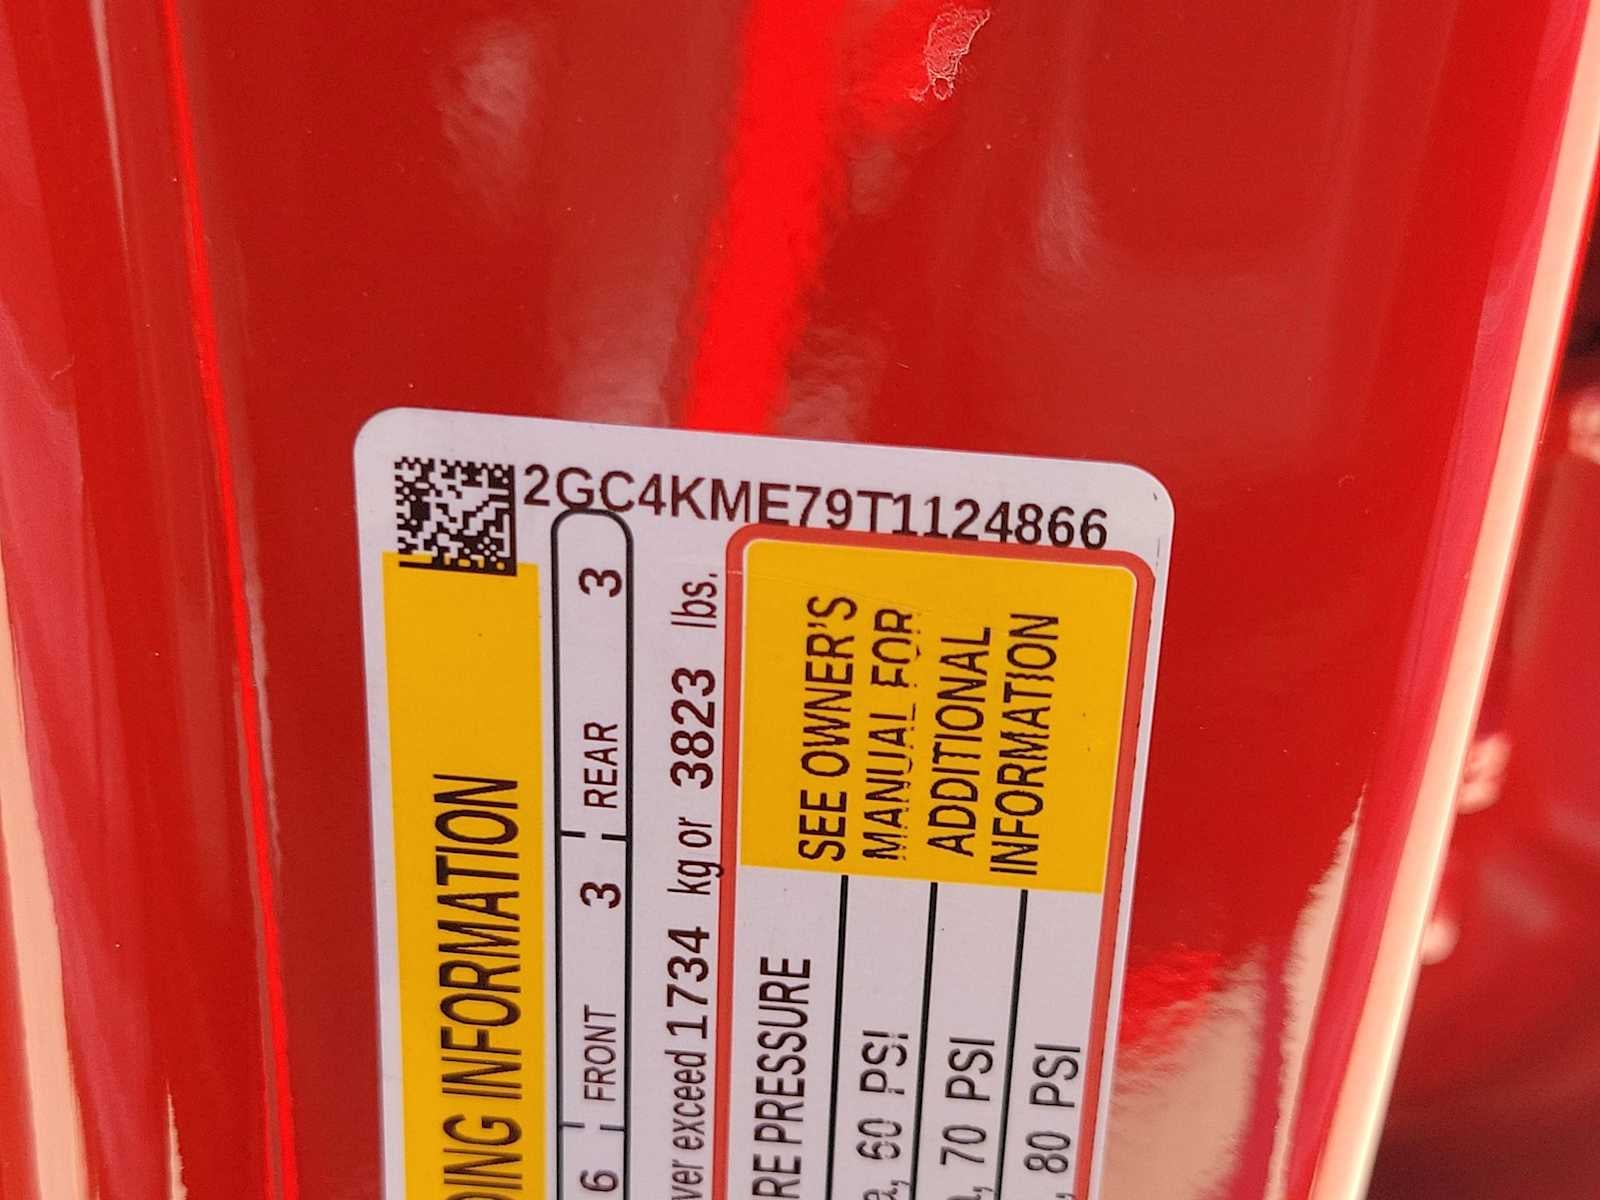 2GC4KME79T1124866
DING INFORMATION
6 FRONT 3 REAR 3
ver exceed 1734 kg or 3823 lbs.
RE PRESSURE
SEE OWNER'S
MANUAL FOR
ADDITIONAL
INFORMATION
, 60 PSI
, 70 PSI
, 80 PSI